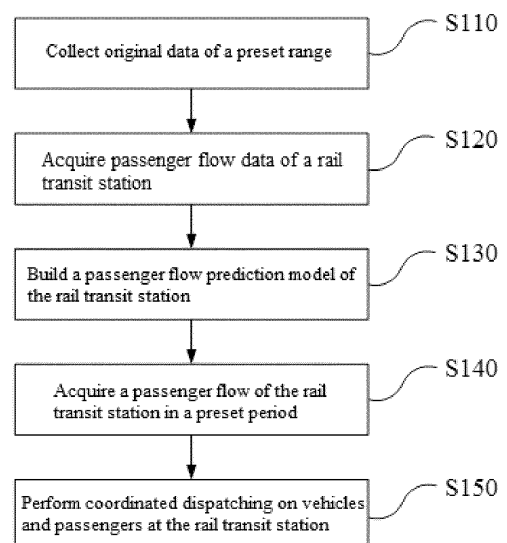 Collect original data of a preset range
S110
Acquire passenger flow data of a rail
transit station
S120
Build a passenger flow prediction model of
the rail transit station
S130
Acquire a passenger flow of the rail
transit station in a preset period
S140
Perform coordinated dispatching on vehicles
and passengers at the rail transit station
S150